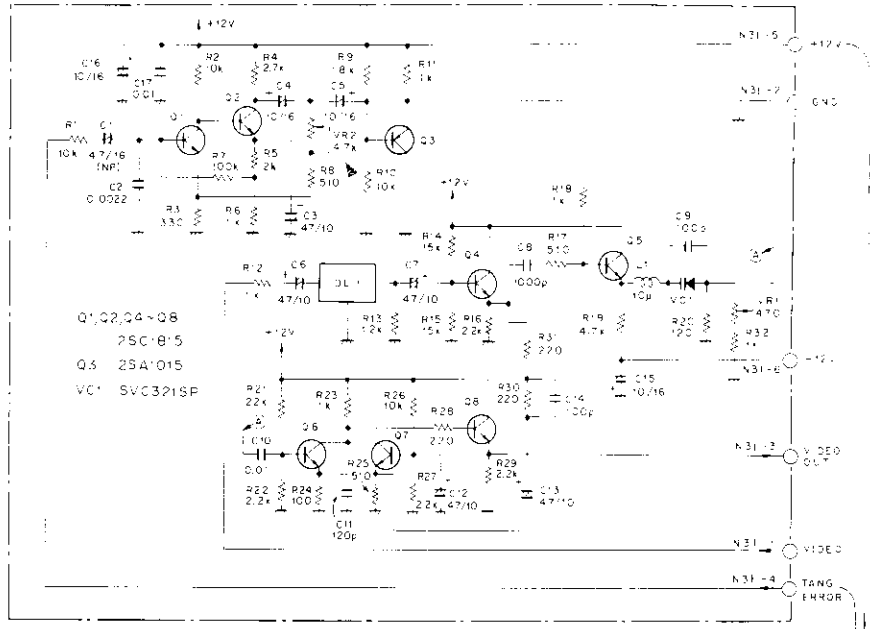 +12V
N31-5
+12V
R2
10k
R4
2.7k
R9
18k
R11
1k
C16
10/16
C17
0.01
C4
10/16
C5
10/16
N31-2
GND
Q1
Q2
VR2
4.7k
Q3
R1
10k
C1
4.7/16
(NP)
R7
100k
R5
2k
R8
510
R10
10k
C2
0.0022
R3
330
R6
1k
C3
47/10
+12V
R14
15k
R18
1k
Q4
C8
1000p
R17
510
Q5
C9
100p
A
R12
1k
C6
47/10
DL1
C7
47/10
L1
10μ
VC1
R13
1.2k
R15
15k
R16
2.2k
R19
4.7k
R20
120
VR1
470
R32
1k
Q1,Q2,Q4~Q8
2SC1815
Q3 2SA1015
VC1 SVC321SP
+12V
R31
220
N31-6
-12V
R21
22k
R23
1k
R26
10k
R30
220
C14
100p
C15
10/16
A
C10
0.01
Q6
Q7
R28
220
Q8
N31-3
VIDEO
OUT
R22
2.2k
R24
100
R25
510
C11
120p
R27
2.2k
C12
47/10
R29
2.2k
C13
47/10
VIDEO
N31-4
TANG
ERROR